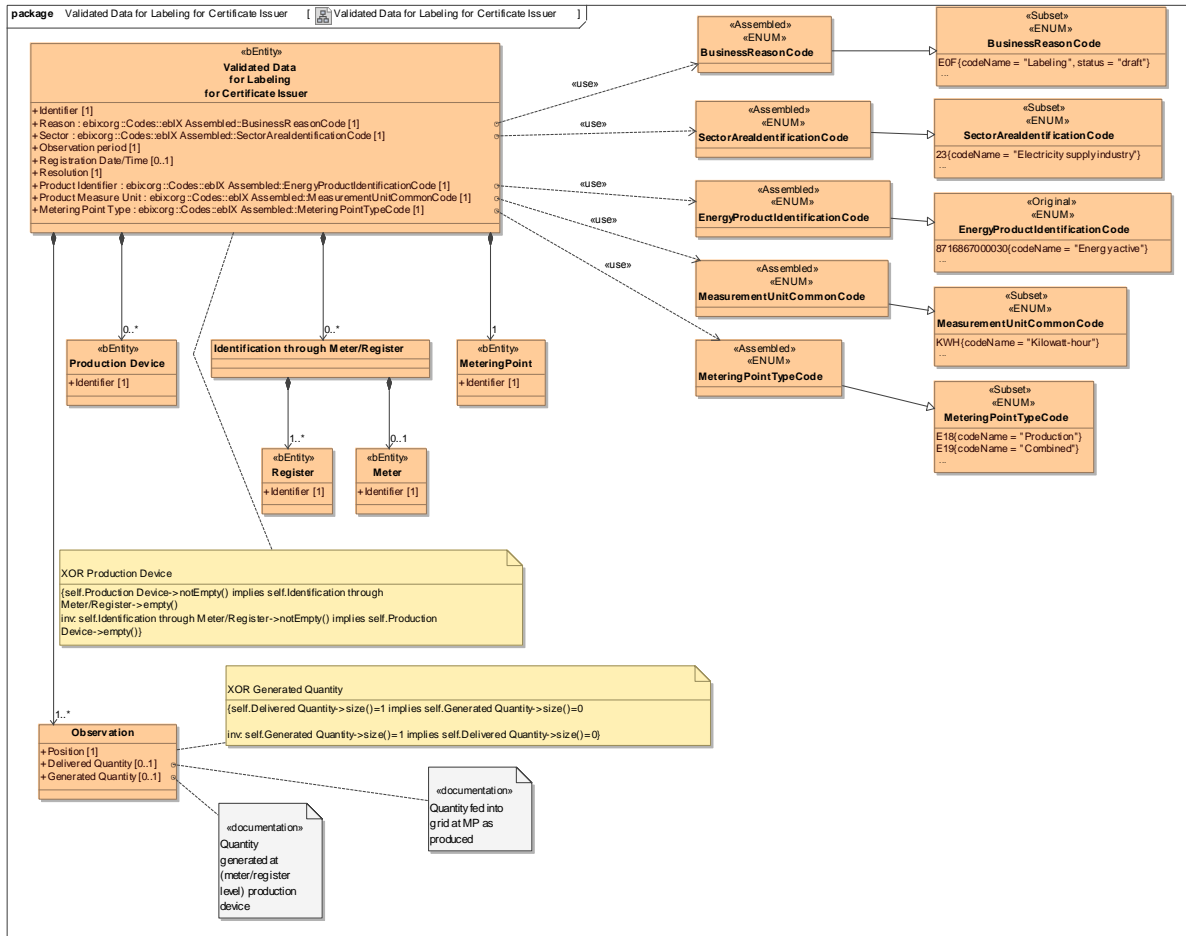 package Validated Data for Labeling for Certificate Issuer [ Validated Data for Labeling for Certificate Issuer ]
«bEntity»
Validated Data
for Labeling
for Certificate Issuer
+Identifier [1]
+Reason : ebixorg::Codes::ebIX Assembled::BusinessReasonCode [1]
+Sector : ebixorg::Codes::ebIX Assembled::SectorAreaIdentificationCode [1]
+Observation period [1]
+Registration Date/Time [0..1]
+Resolution [1]
+Product Identifier : ebixorg::Codes::ebIX Assembled::EnergyProductIdentificationCode [1]
+Product Measure Unit : ebixorg::Codes::ebIX Assembled::MeasurementUnitCommonCode [1]
+Metering Point Type : ebixorg::Codes::ebIX Assembled::Metering PointTypeCode [1]
«use»
«use»
«use»
«use»
«use»
«Assembled»
«ENUM»
BusinessReasonCode
«Subset»
«ENUM»
BusinessReasonCode
E0F{codeName = "Labeling", status = "draft"}
...
«Assembled»
«ENUM»
SectorAreaIdentificationCode
«Subset»
«ENUM»
SectorAreaIdentificationCode
23{codeName = "Electricity supply industry"}
...
«Assembled»
«ENUM»
EnergyProductIdentificationCode
«Original»
«ENUM»
EnergyProductIdentificationCode
8716867000030{codeName = "Energy active"}
...
«Assembled»
«ENUM»
MeasurementUnitCommonCode
«Subset»
«ENUM»
MeasurementUnitCommonCode
KWH{codeName = "Kilowatt-hour"}
...
«Assembled»
«ENUM»
MeteringPointTypeCode
«Subset»
«ENUM»
MeteringPointTypeCode
E18{codeName = "Production"}
E19{codeName = "Combined"}
...
0..*
0..*
1
«bEntity»
Production Device
+Identifier [1]
Identification through Meter/Register
«bEntity»
MeteringPoint
+Identifier [1]
1..*
0..1
«bEntity»
Register
+Identifier [1]
«bEntity»
Meter
+Identifier [1]
XOR Production Device
{self.Production Device->notEmpty() implies self.Identification through
Meter/Register->empty()
inv: self.Identification through Meter/Register->notEmpty() implies self.Production
Device->empty()}
XOR Generated Quantity
{self.Delivered Quantity->size()=1 implies self.Generated Quantity->size()=0
inv: self.Generated Quantity->size()=1 implies self.Delivered Quantity->size()=0}
1..*
Observation
+Position [1]
+Delivered Quantity [0..1]
+Generated Quantity [0..1]
«documentation»
Quantity fed into
grid at MP as
produced
«documentation»
Quantity
generated at
(meter/register
level) production
device